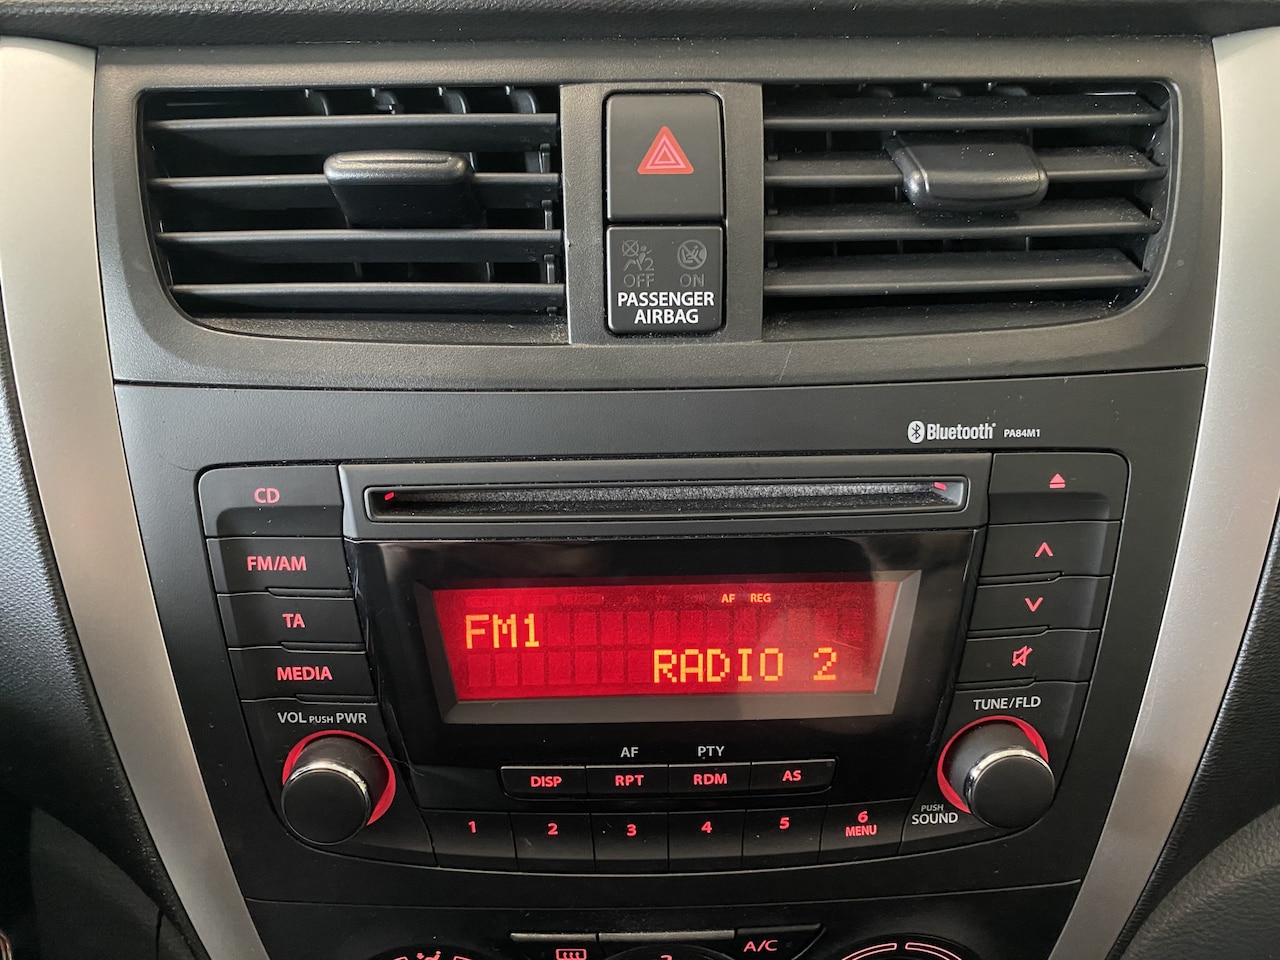 OFF ON
PASSENGER
AIRBAG
Bluetooth® PA84M1
CD
FM/AM
TA
MEDIA
AF REG
FM1
RADIO 2
VOL PUSH PWR
TUNE/FLD
AF PTY
DISP RPT RDM AS
PUSH
SOUND
1 2 3 4 5 6
MENU
A/C